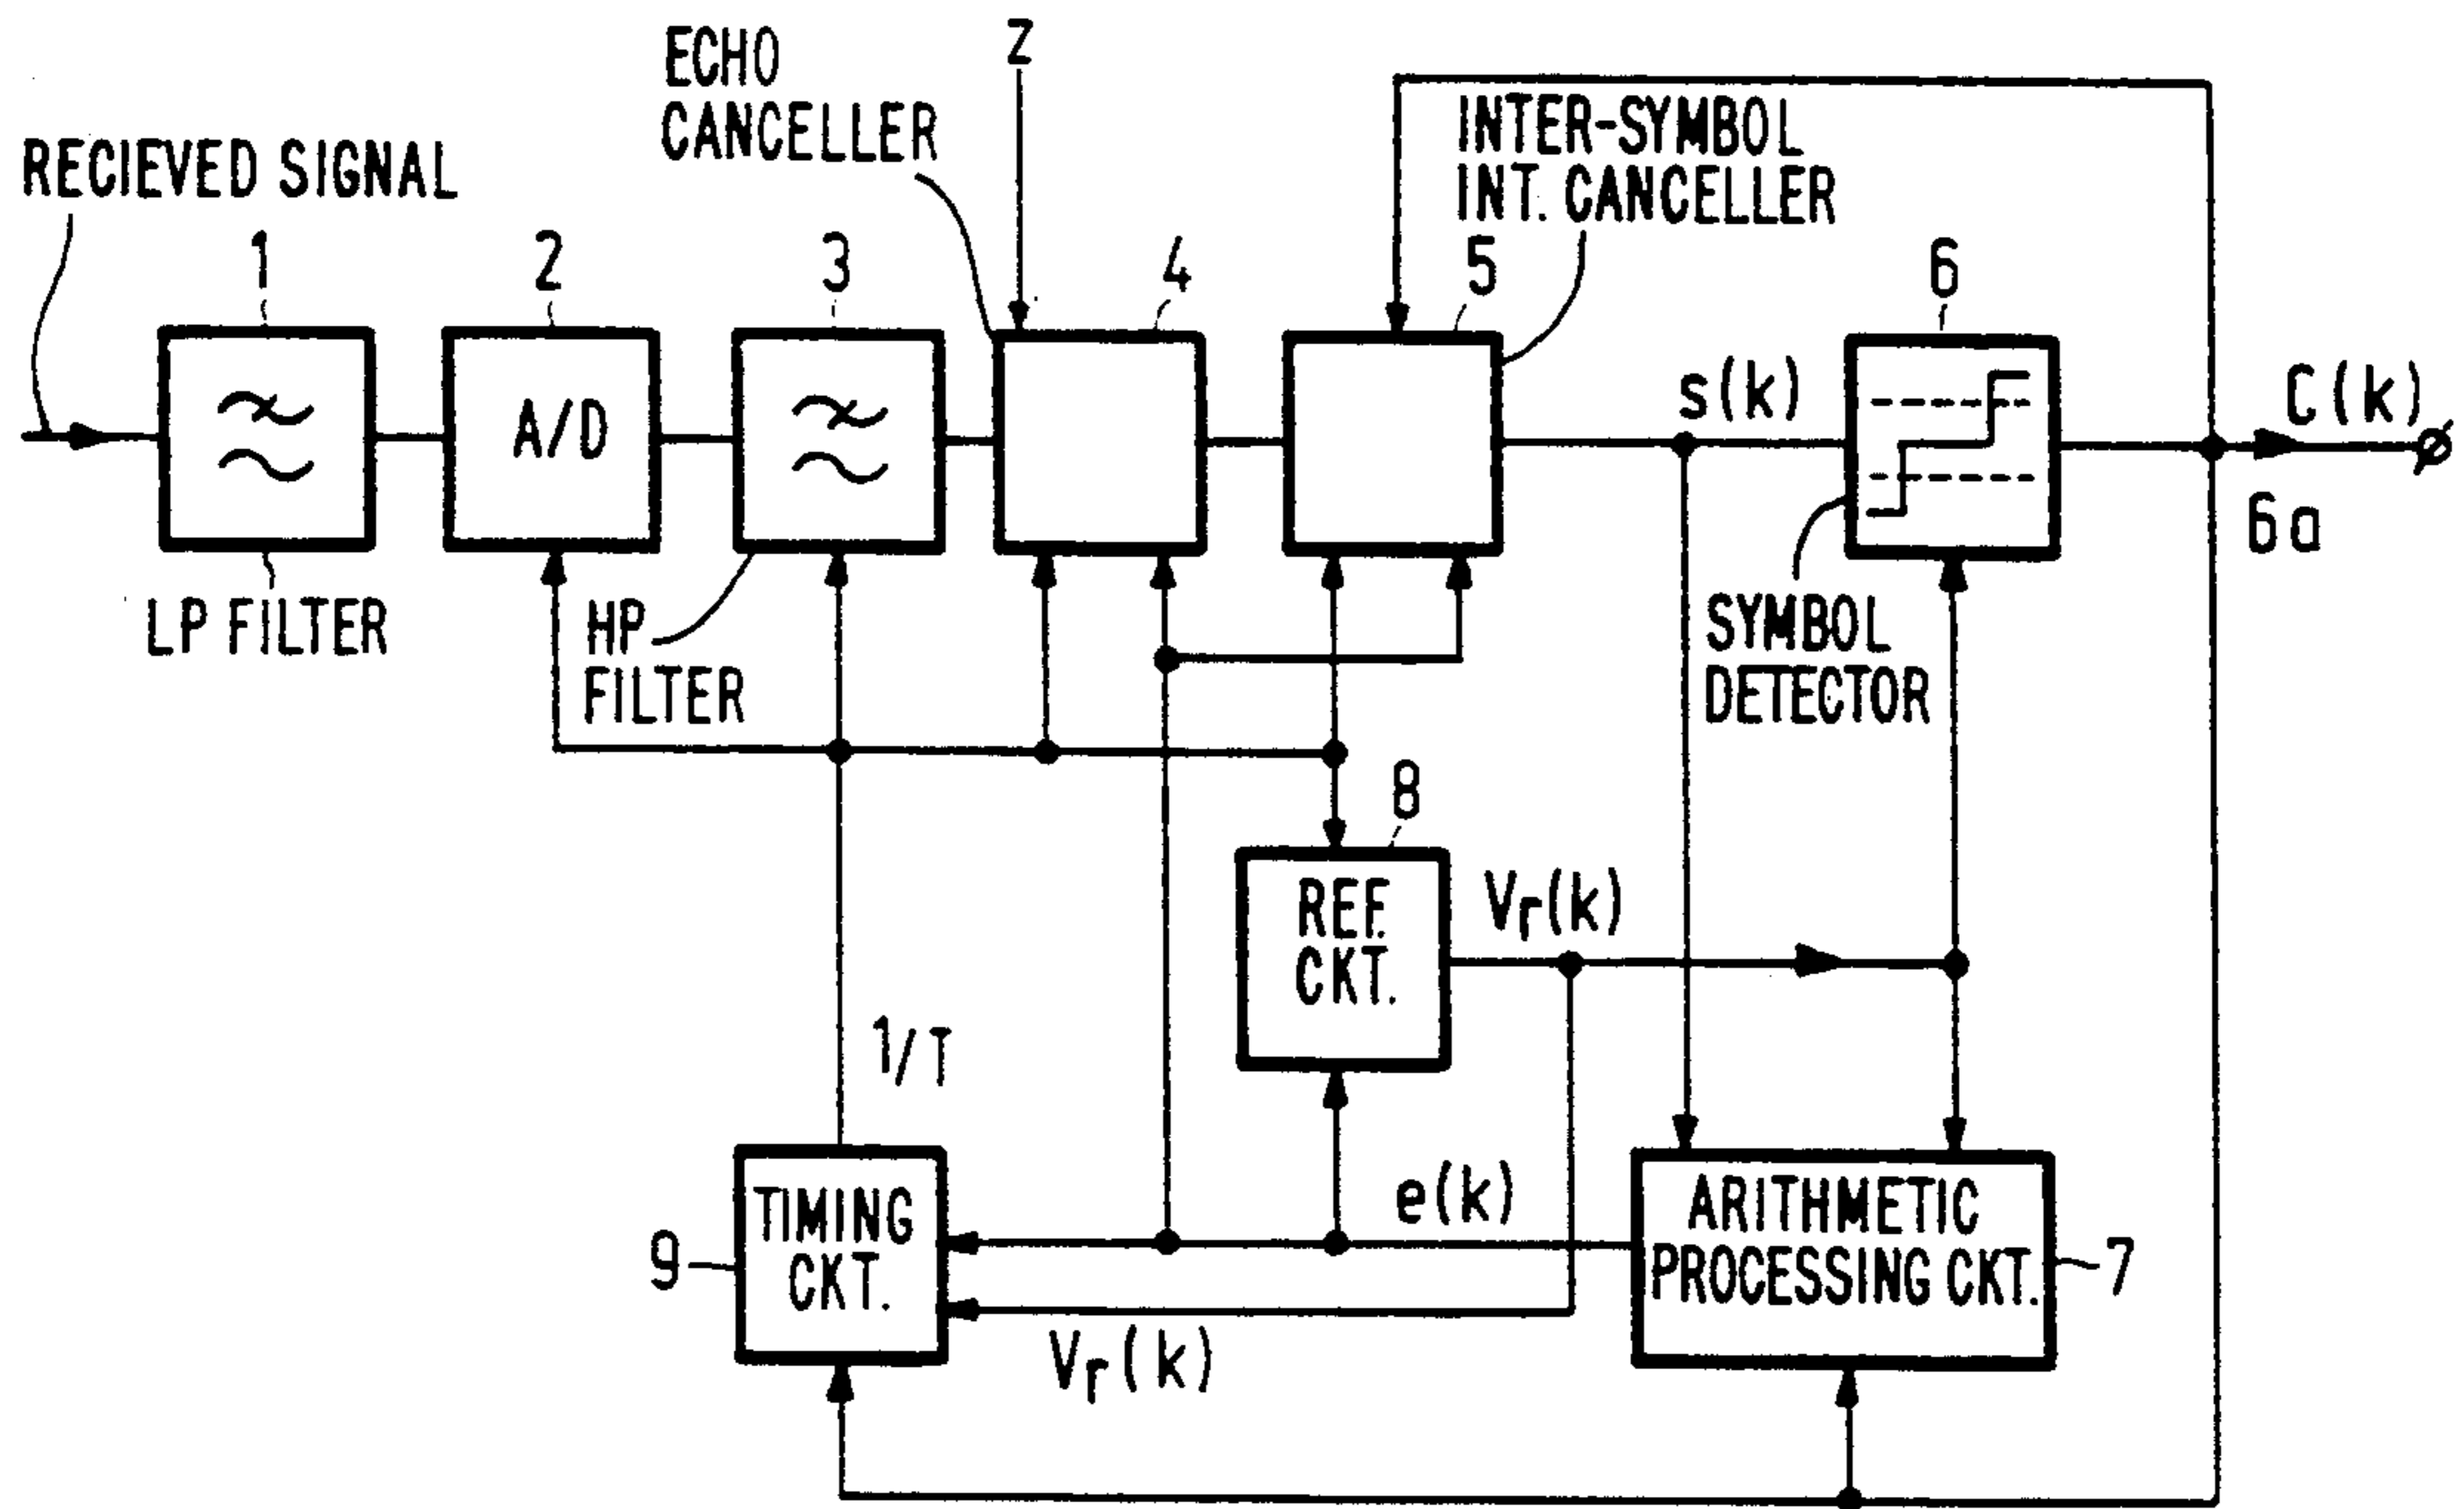 ECHO
CANCELLER
Z
INTER-SYMBOL
INT. CANCELLER
RECIEVED SIGNAL
1
2
3
4
5
6
A/D
s(k)
C(k)
6a
LP FILTER
HP
FILTER
SYMBOL
DETECTOR
8
REF.
CKT.
Vr(k)
1/T
TIMING
CKT.
9
e(k)
Vr(k)
ARITHMETIC
PROCESSING CKT.
7